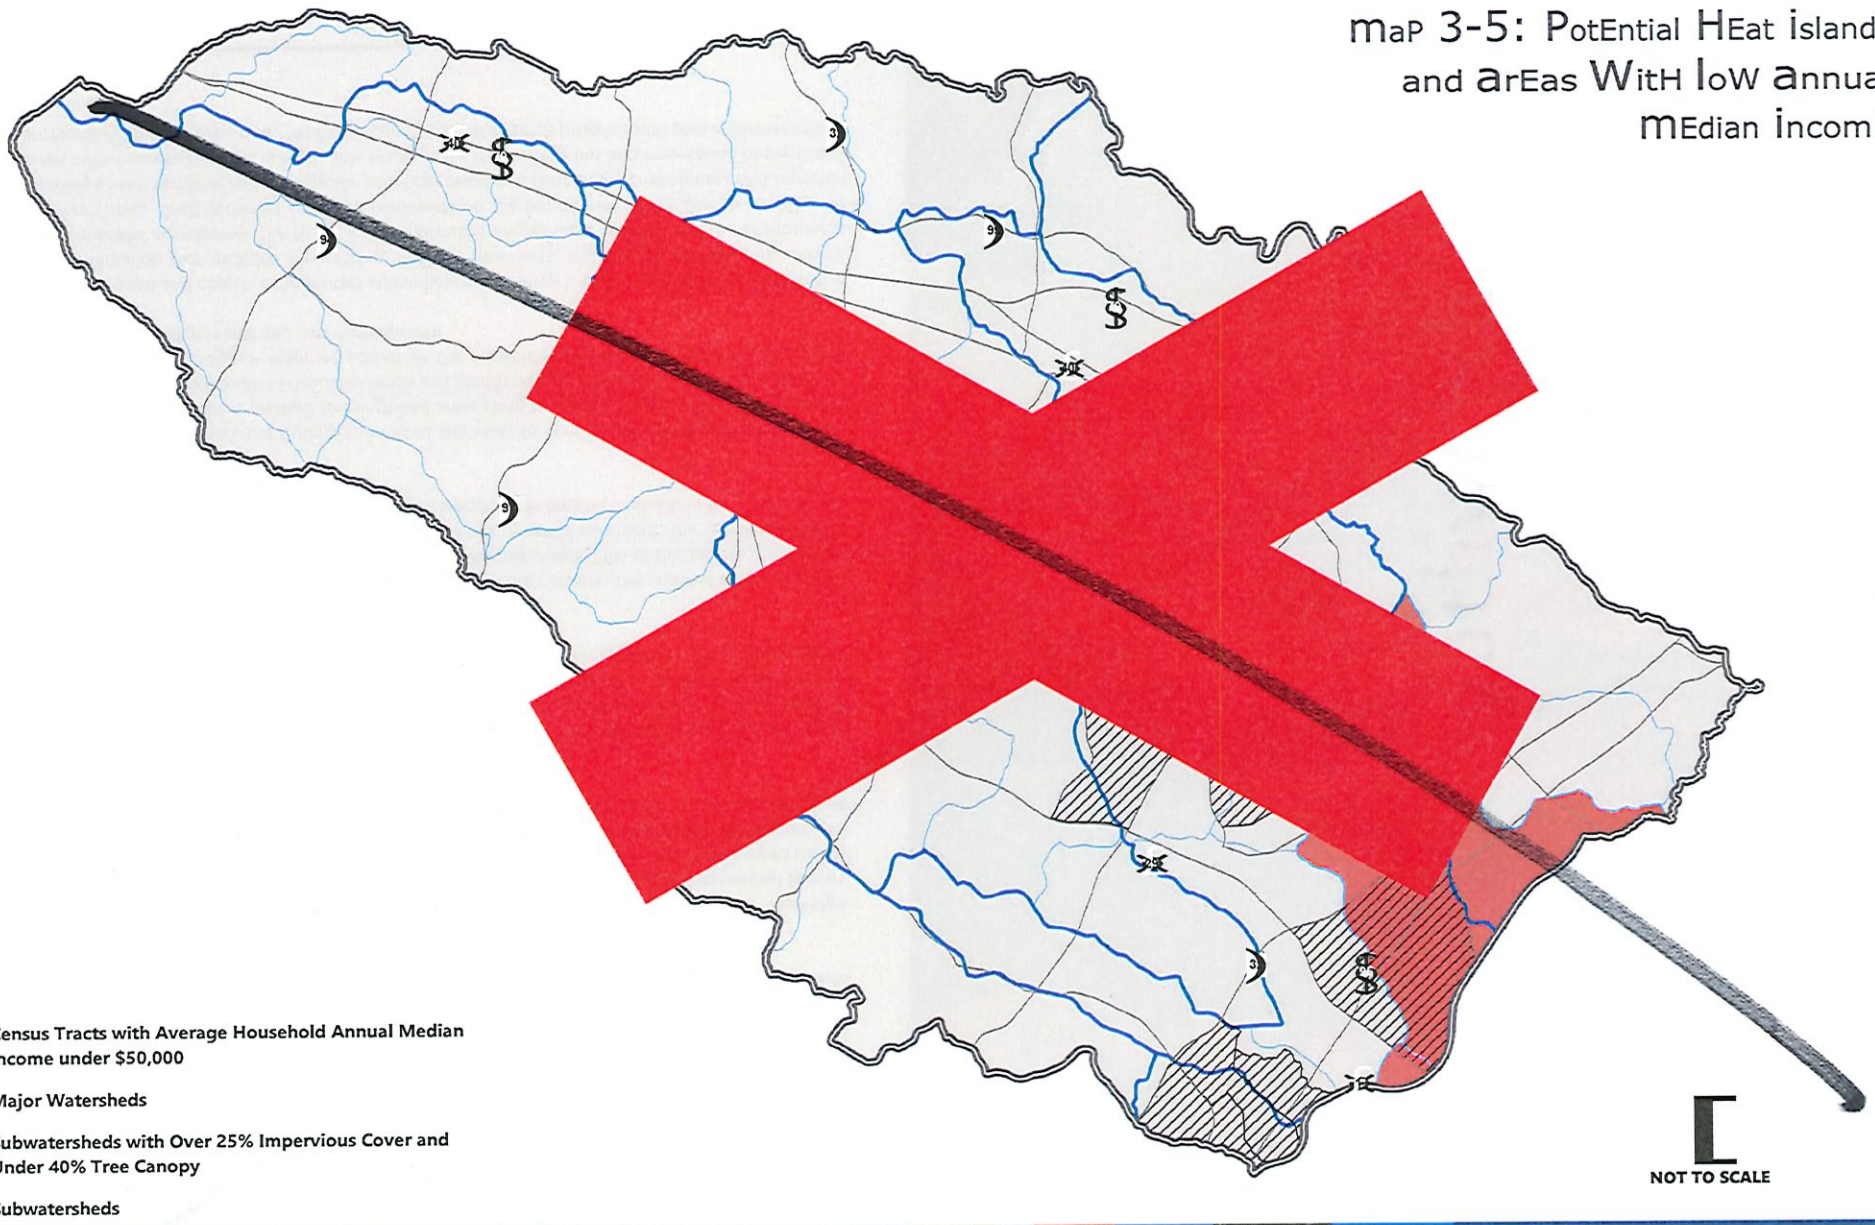 maP 3-5: PotEntial HEat island
and arEas WitH loW annua
mEdian incom
ensus Tracts with Average Household Annual Median
ncome under $50,000
Major Watersheds
ubwatersheds with Over 25% Impervious Cover and
Under 40% Tree Canopy
ubwatersheds
NOT TO SCALE